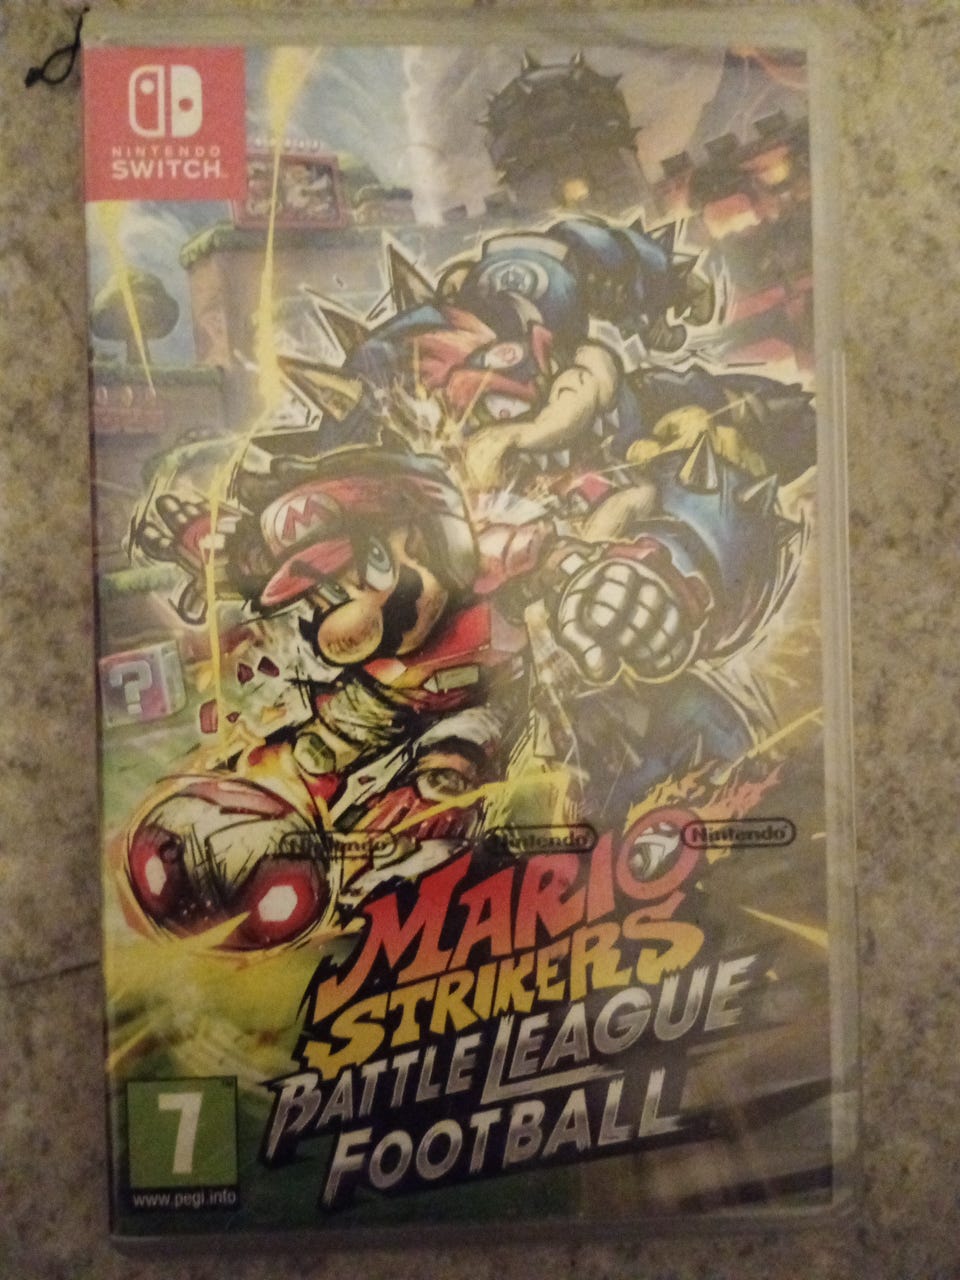 NINTENDO
SWITCH
M
?
Nintendo Nintendo Nintendo
MARIO
STRIKERS
BATTLE LEAGUE
FOOTBALL
7
www.pegi.info